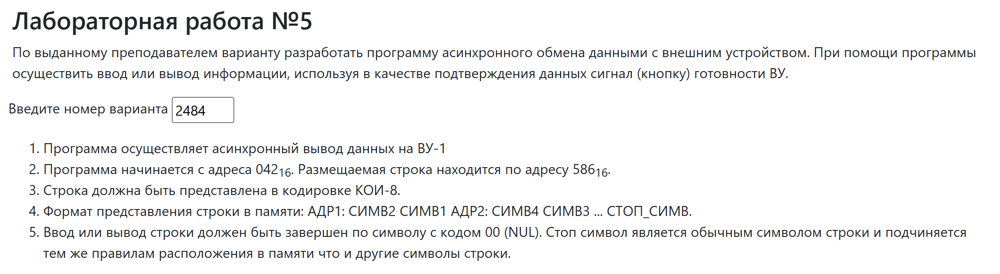 Лабораторная работа №5
По выданному преподавателем варианту разработать программу асинхронного обмена данными с внешним устройством. При помощи программы
осуществить ввод или вывод информации, используя в качестве подтверждения данных сигнал (кнопку) готовности ВУ.
Введите номер варианта 2484
1. Программа осуществляет асинхронный вывод данных на ВУ-1
2. Программа начинается с адреса 042₁₆. Размещаемая строка находится по адресу 586₁₆.
3. Строка должна быть представлена в кодировке КОИ-8.
4. Формат представления строки в памяти: АДР1: СИМВ2 СИМВ1 АДР2: СИМВ4 СИМВ3 ... СТОП_СИМВ.
5. Ввод или вывод строки должен быть завершен по символу с кодом 00 (NUL). Стоп символ является обычным символом строки и подчиняется
тем же правилам расположения в памяти что и другие символы строки.